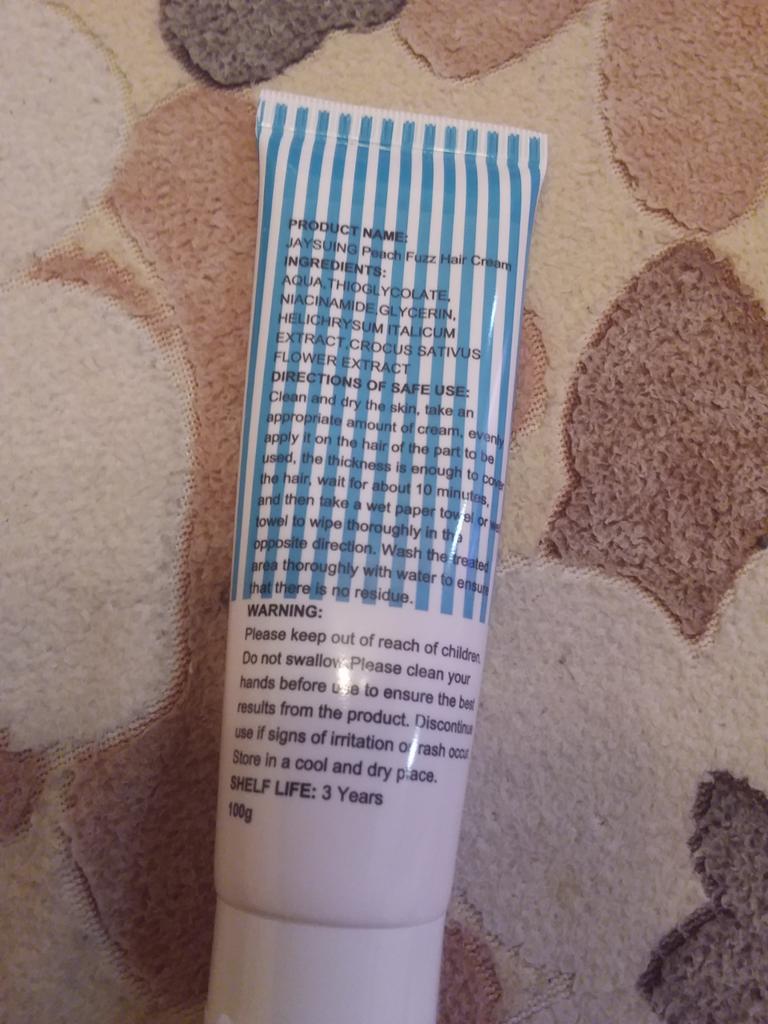 PRODUCT NAME:
JAYSUING Peach Fuzz Hair Cream
INGREDIENTS:
AQUA,THIOGLYCOLATE,
NIACINAMIDE,GLYCERIN,
HELICHRYSUM ITALICUM
EXTRACT,CROCUS SATIVUS
FLOWER EXTRACT
DIRECTIONS OF SAFE USE:
Clean and dry the skin, take an
appropriate amount of cream, evenly
apply it on the hair of the part to be
used, the thickness is enough to cover
the hair, wait for about 10 minutes,
and then take a wet paper towel or wet
towel to wipe thoroughly in the
opposite direction. Wash the treated
area thoroughly with water to ensure
that there is no residue.
WARNING:
Please keep out of reach of children.
Do not swallow.Please clean your
hands before use to ensure the best
results from the product. Discontinue
use if signs of irritation or rash occur.
Store in a cool and dry place.
SHELF LIFE: 3 Years
100g